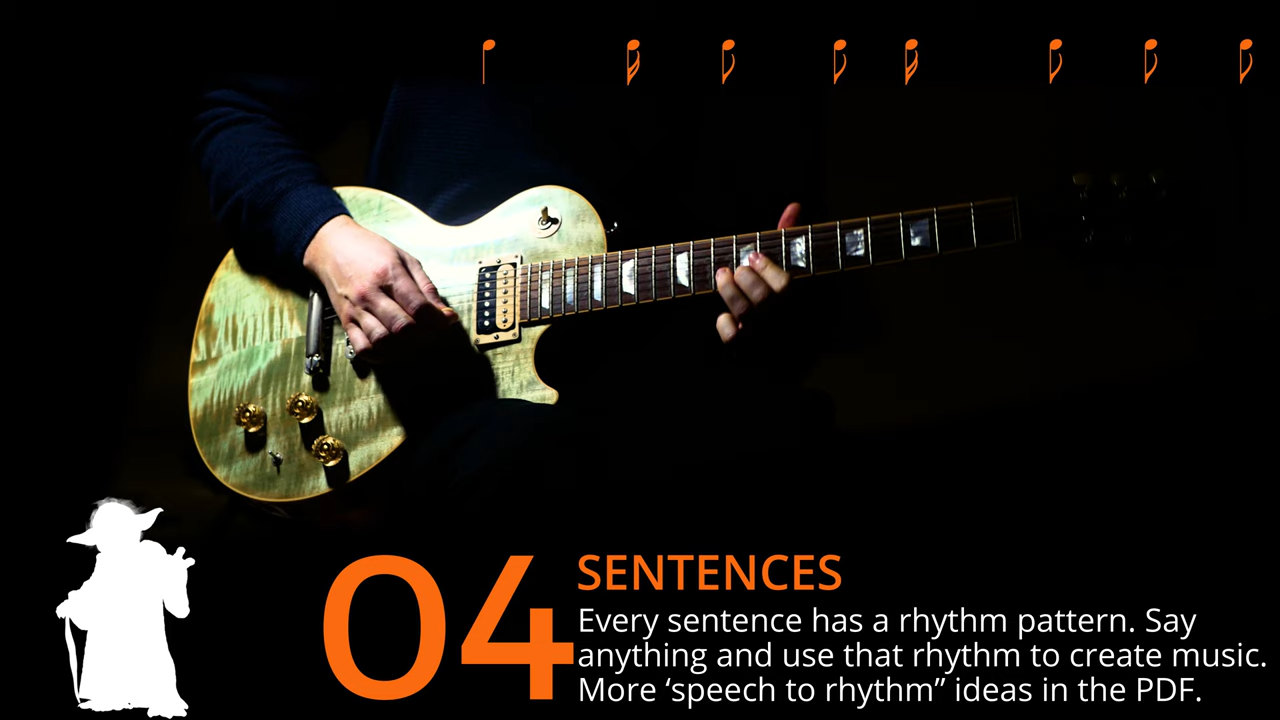 04
SENTENCES
Every sentence has a rhythm pattern. Say
anything and use that rhythm to create music.
More ‘speech to rhythm” ideas in the PDF.